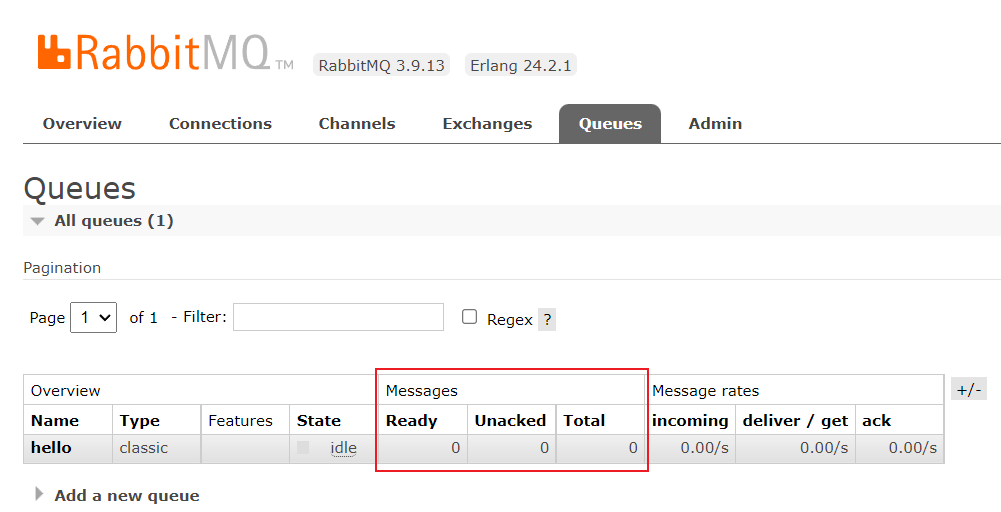 RabbitMQ TM RabbitMQ 3.9.13 Erlang 24.2.1
Overview Connections Channels Exchanges Queues Admin
Queues
All queues (1)
Pagination
Page 1 of 1 - Filter: Regex ?
Overview Messages Message rates +/-
Name Type Features State Ready Unacked Total incoming deliver / get ack
hello classic idle 0 0 0 0.00/s 0.00/s 0.00/s
Add a new queue